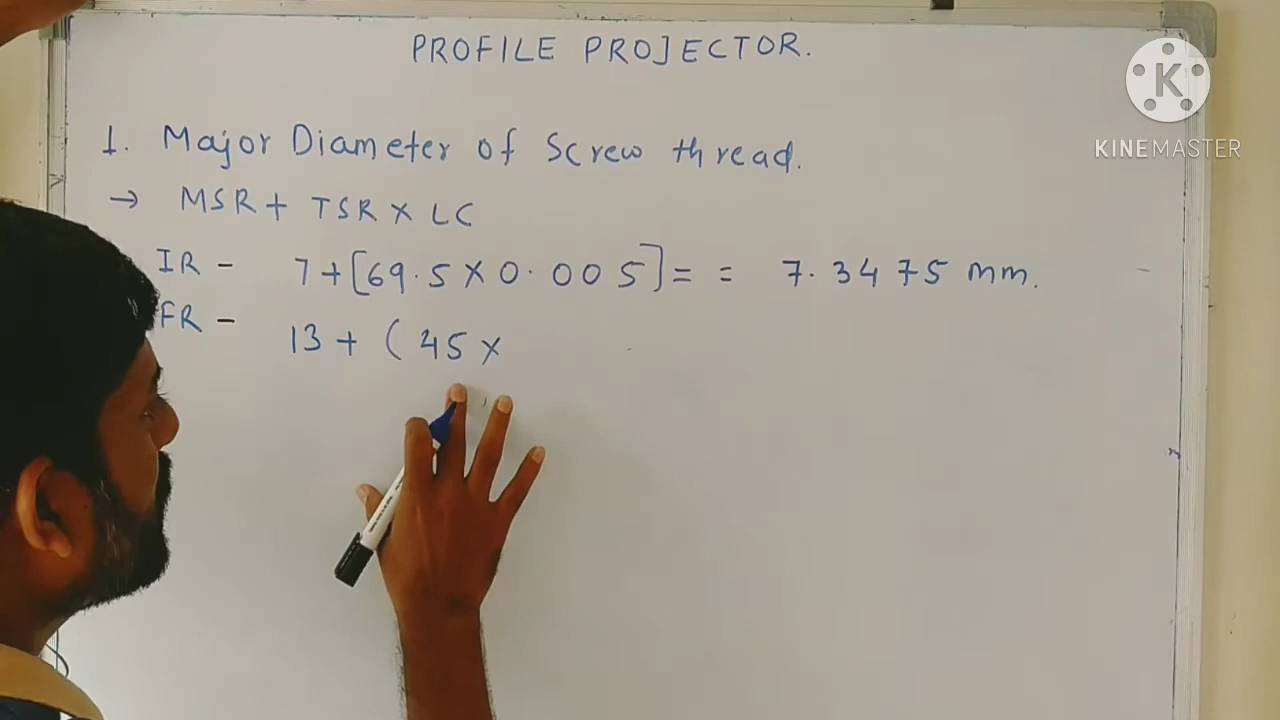 PROFILE PROJECTOR.
K
KINEMASTER
1. Major Diameter of Screw thread.
→ MSR + TSR × LC
IR - 7+[69.5×0.005]= = 7.3475 mm.
FR - 13 + ( 45 ×